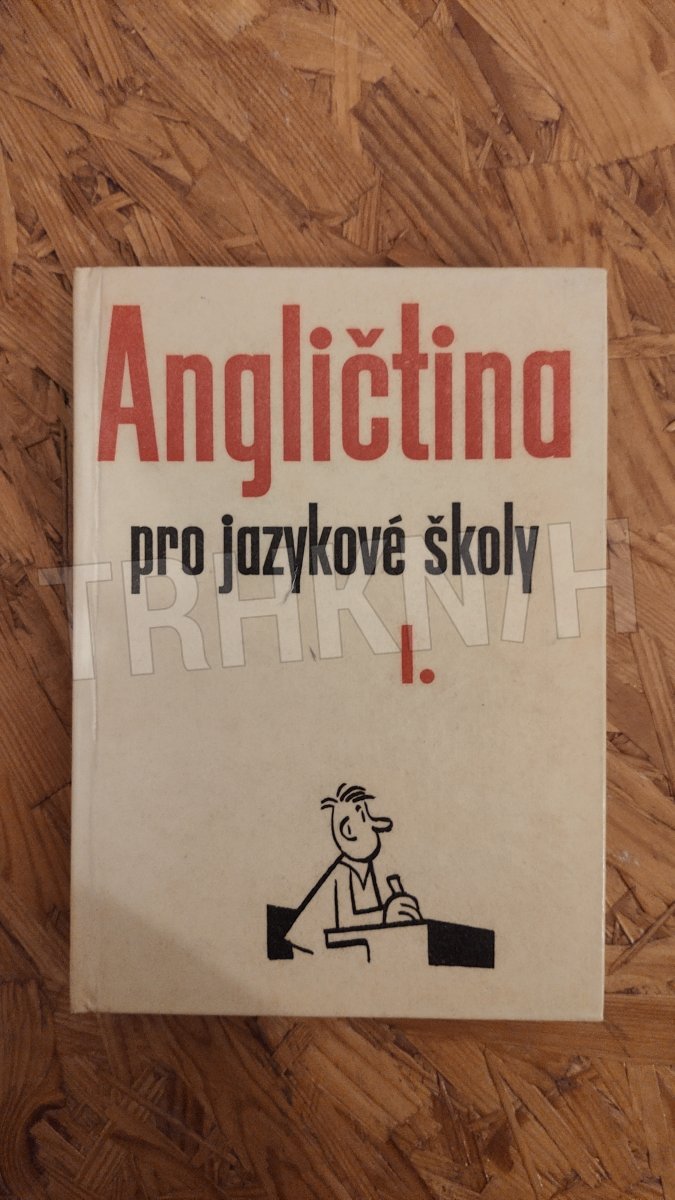 Angličtina
pro jazykové školy
TRHKNIH
I.